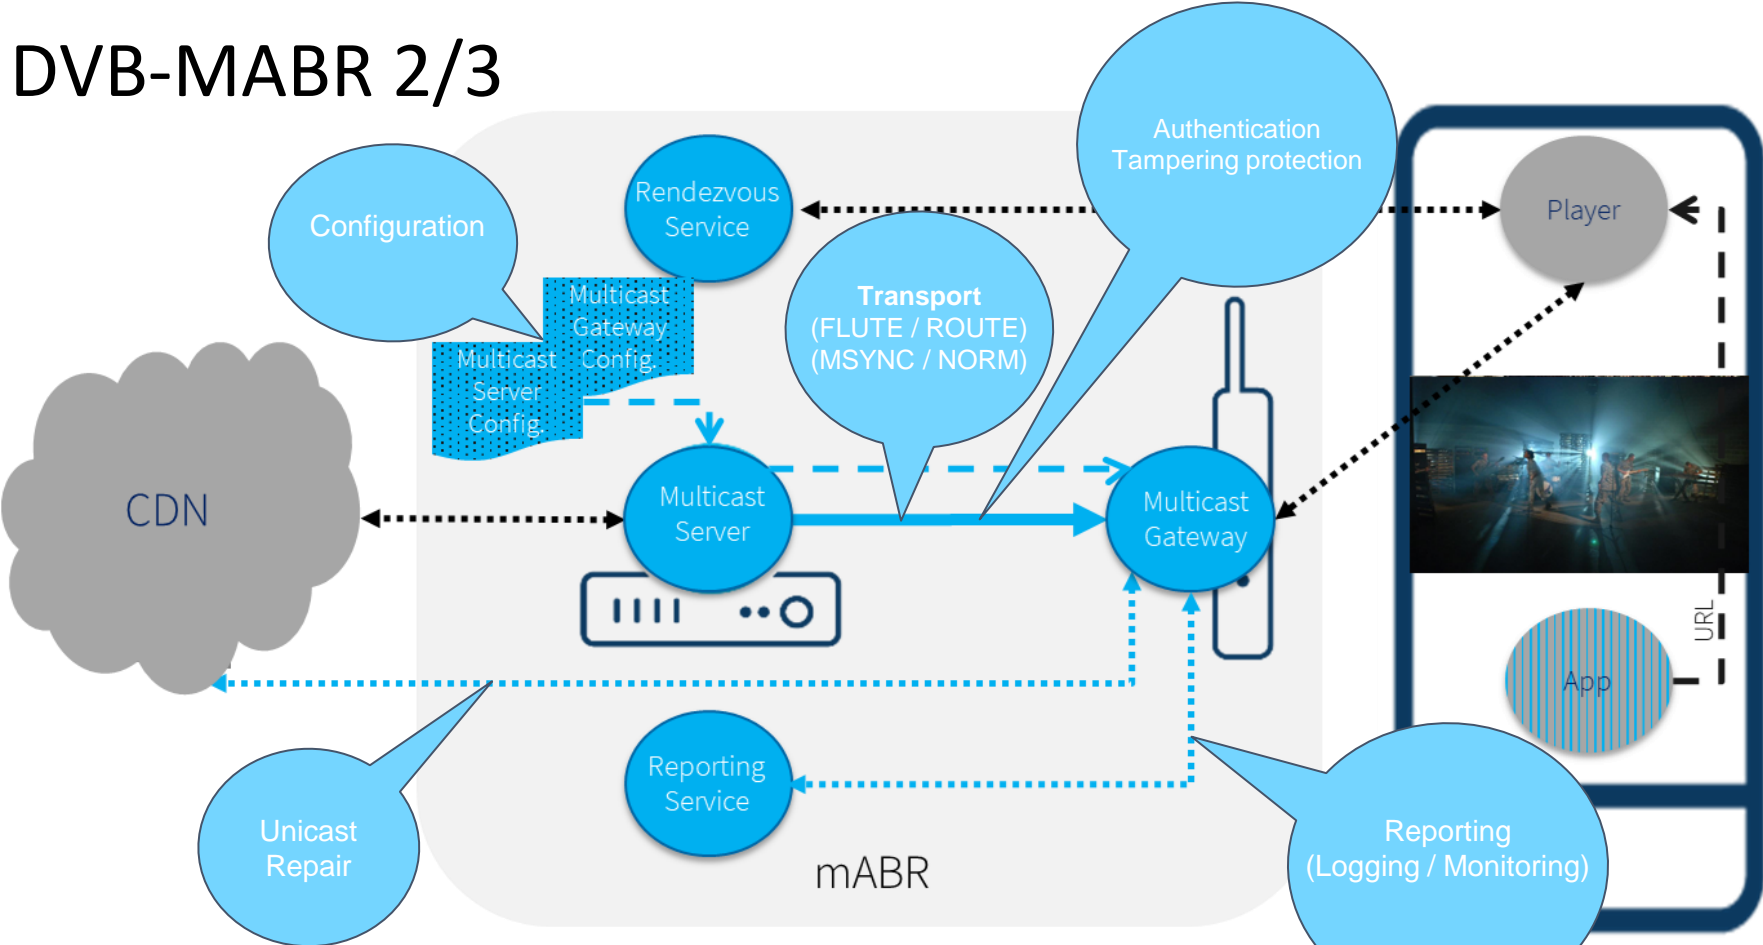 DVB-MABR 2/3
Authentication
Tampering protection
Configuration
Rendezvous
Service
Player
Transport
(FLUTE / ROUTE)
(MSYNC / NORM)
Multicast
Gateway
Config.
Multicast
Server
Config.
CDN
Multicast
Server
Multicast
Gateway
URL
App
Reporting
Service
Unicast
Repair
Reporting
(Logging / Monitoring)
mABR